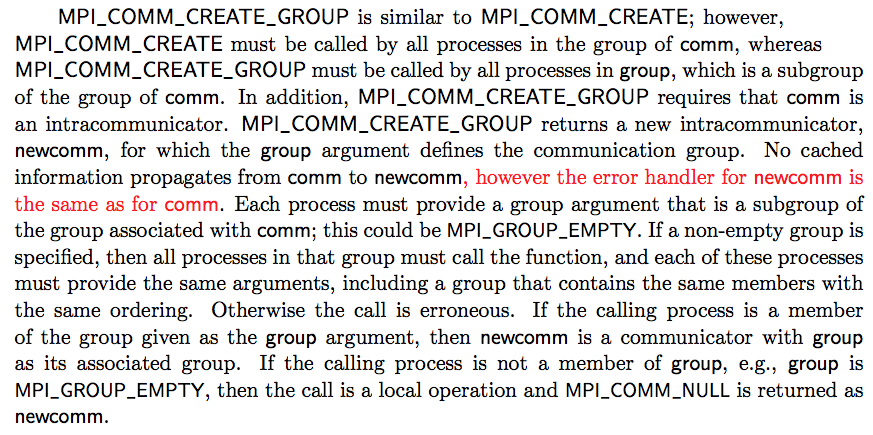 MPI_COMM_CREATE_GROUP is similar to MPI_COMM_CREATE; however,
MPI_COMM_CREATE must be called by all processes in the group of comm, whereas
MPI_COMM_CREATE_GROUP must be called by all processes in group, which is a subgroup
of the group of comm. In addition, MPI_COMM_CREATE_GROUP requires that comm is
an intracommunicator. MPI_COMM_CREATE_GROUP returns a new intracommunicator,
newcomm, for which the group argument defines the communication group. No cached
information propagates from comm to newcomm, however the error handler for newcomm is
the same as for comm. Each process must provide a group argument that is a subgroup of
the group associated with comm; this could be MPI_GROUP_EMPTY. If a non-empty group is
specified, then all processes in that group must call the function, and each of these processes
must provide the same arguments, including a group that contains the same members with
the same ordering. Otherwise the call is erroneous. If the calling process is a member
of the group given as the group argument, then newcomm is a communicator with group
as its associated group. If the calling process is not a member of group, e.g., group is
MPI_GROUP_EMPTY, then the call is a local operation and MPI_COMM_NULL is returned as
newcomm.